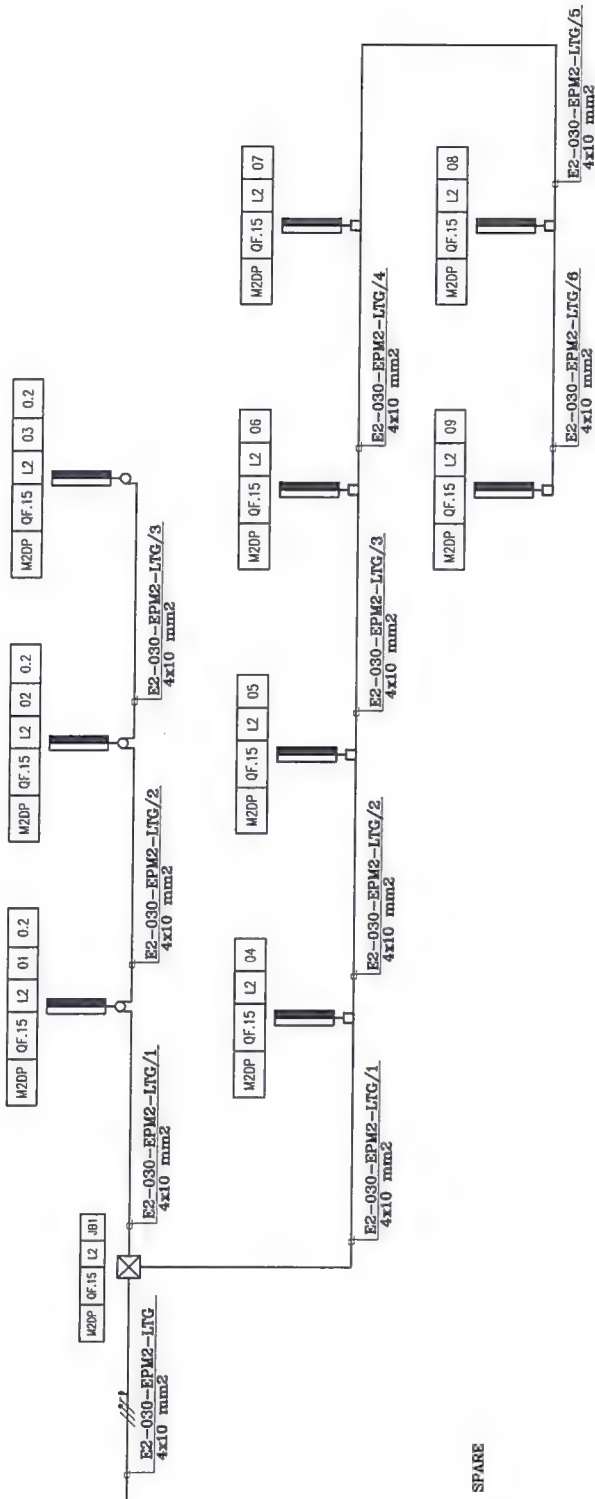 M2DP QF.15 L2 JB1
M2DP QF.15 L2 01 0.2
M2DP QF.15 L2 02 0.2
M2DP QF.15 L2 03 0.2
E2-030-EPM2-LTG
4x10 mm2
E2-030-EPM2-LTG/1
4x10 mm2
E2-030-EPM2-LTG/2
4x10 mm2
E2-030-EPM2-LTG/3
4x10 mm2
M2DP QF.15 L2 04
M2DP QF.15 L2 05
M2DP QF.15 L2 06
M2DP QF.15 L2 07
E2-030-EPM2-LTG/1
4x10 mm2
E2-030-EPM2-LTG/2
4x10 mm2
E2-030-EPM2-LTG/3
4x10 mm2
E2-030-EPM2-LTG/4
4x10 mm2
M2DP QF.15 L2 09
M2DP QF.15 L2 08
E2-030-EPM2-LTG/6
4x10 mm2
E2-030-EPM2-LTG/5
4x10 mm2
SPARE